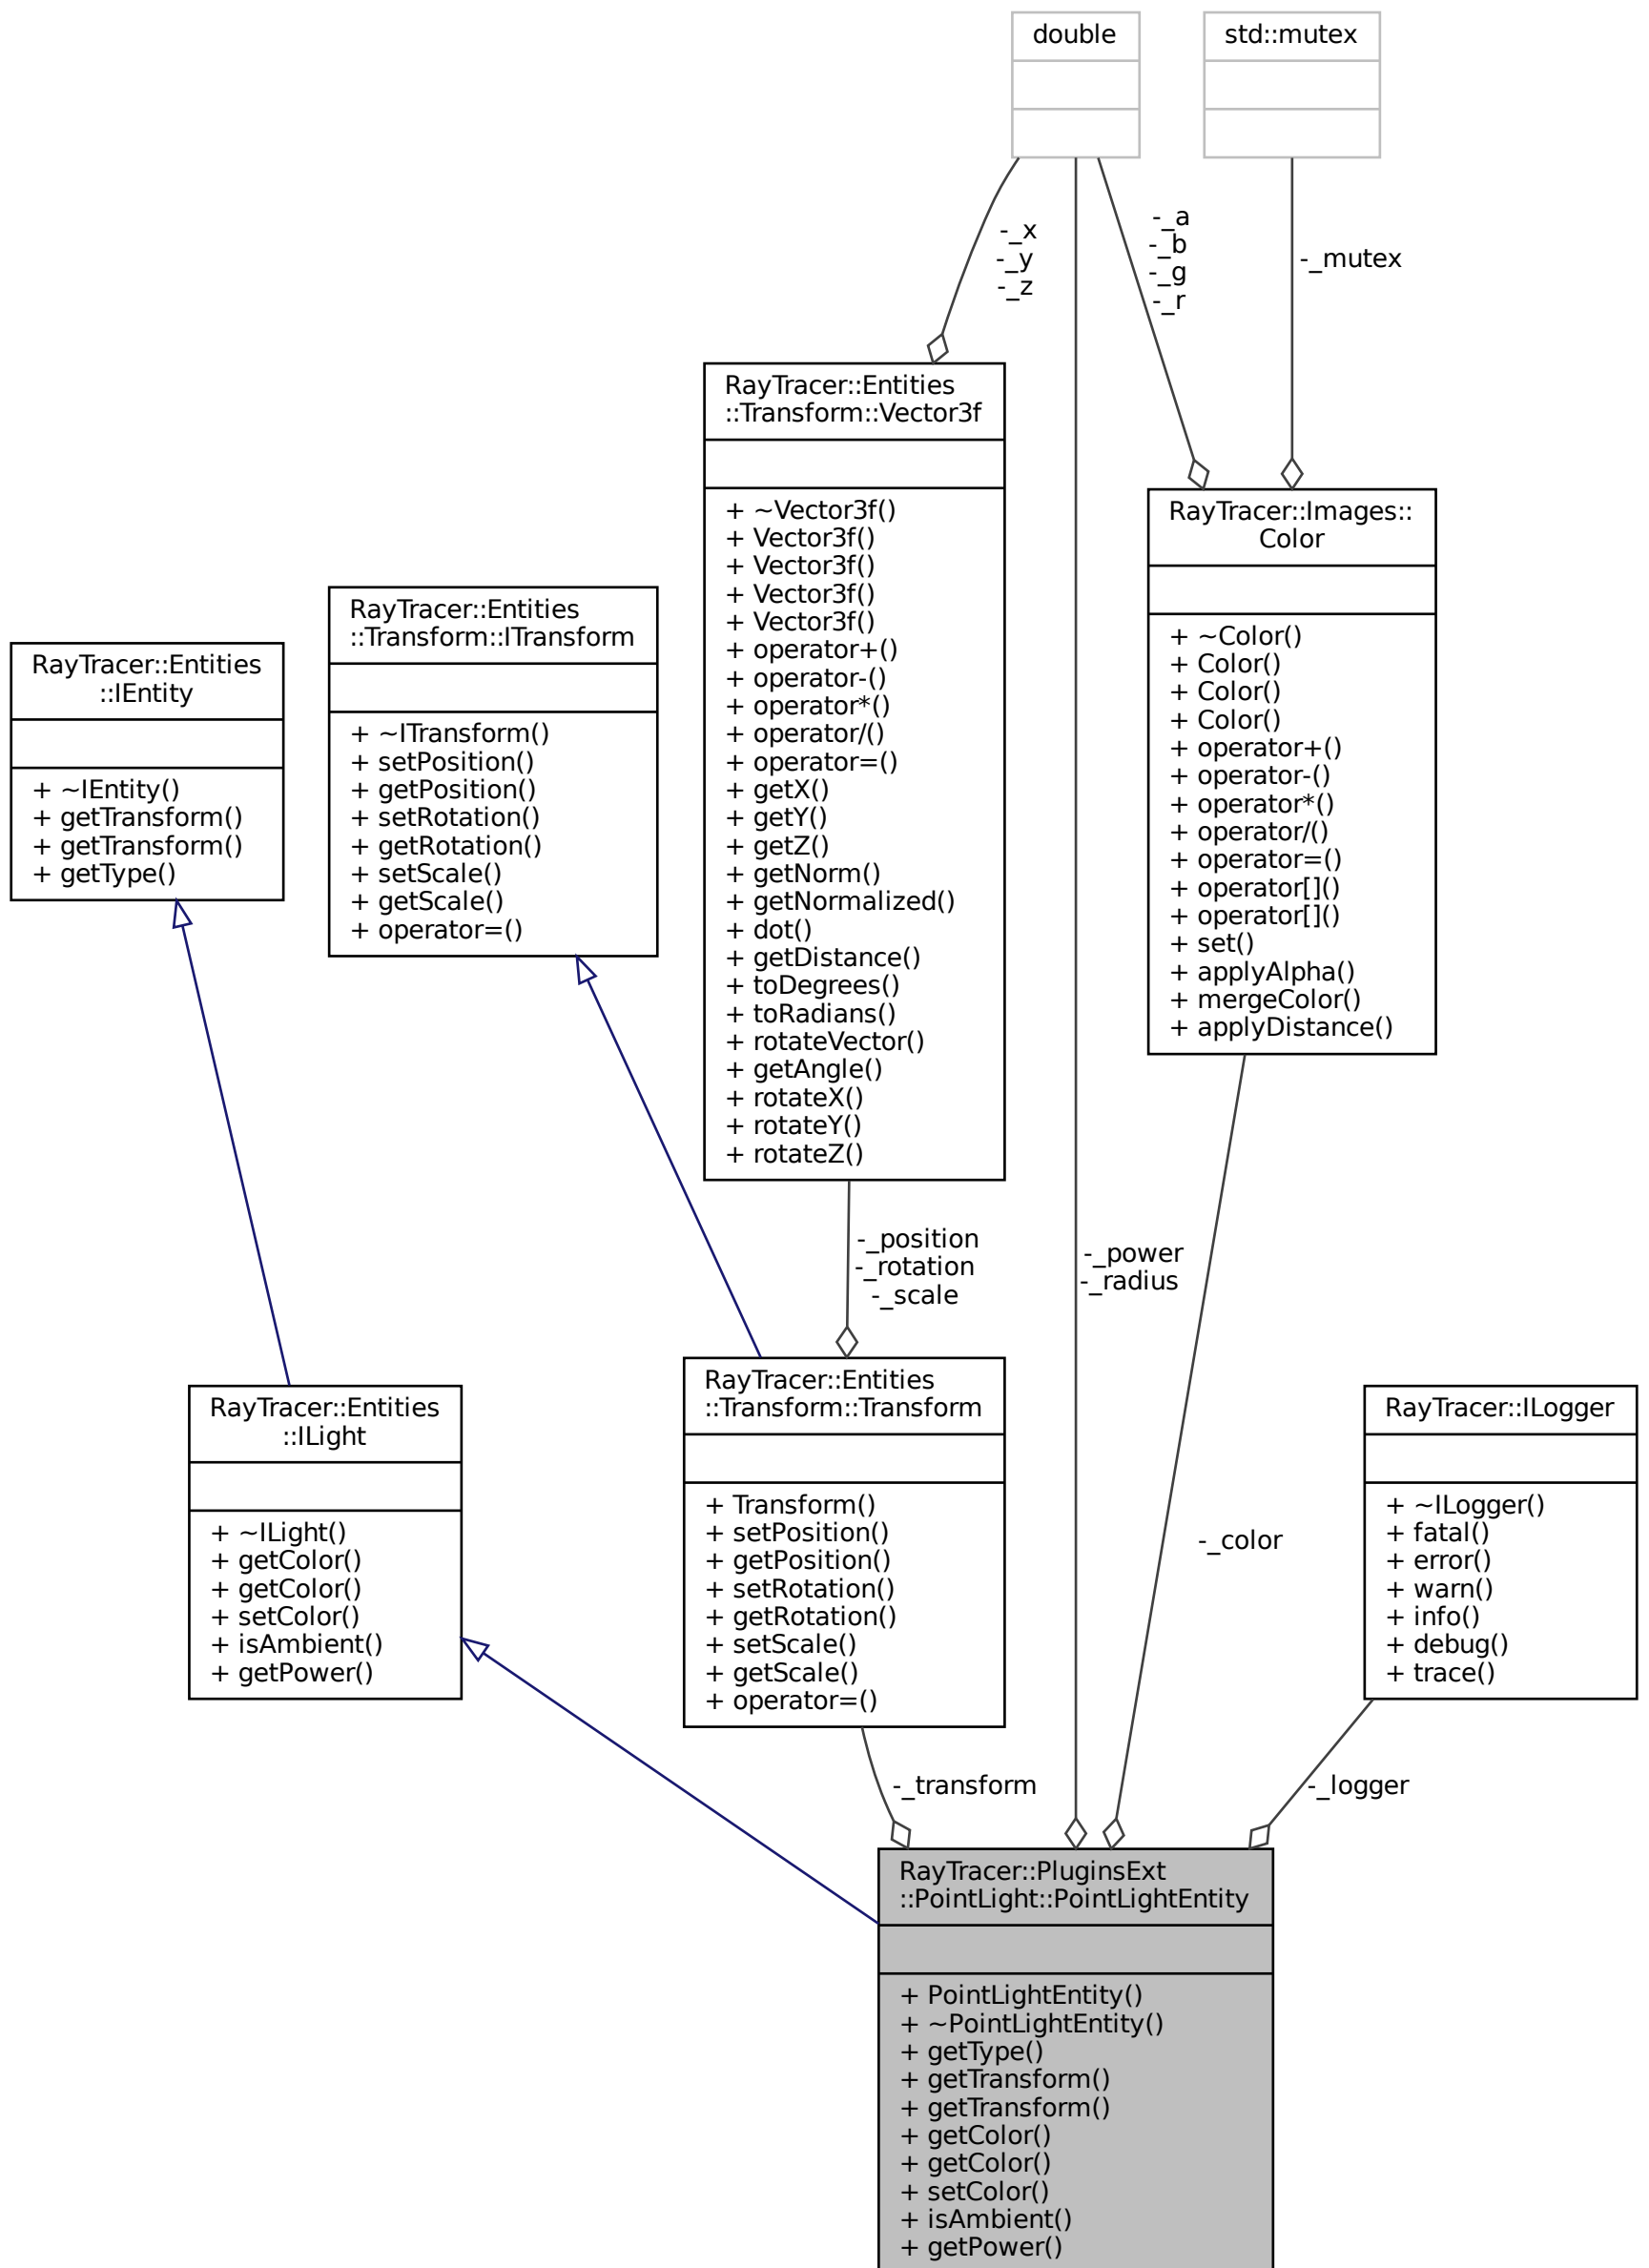 double
std::mutex
-_x
-_y
-_z
-_a
-_b
-_g
-_r
-_mutex
RayTracer::Entities
::Transform::Vector3f
+ ~Vector3f()
+ Vector3f()
+ Vector3f()
+ Vector3f()
+ Vector3f()
+ operator+()
+ operator-()
+ operator*()
+ operator/()
+ operator=()
+ getX()
+ getY()
+ getZ()
+ getNorm()
+ getNormalized()
+ dot()
+ getDistance()
+ toDegrees()
+ toRadians()
+ rotateVector()
+ getAngle()
+ rotateX()
+ rotateY()
+ rotateZ()
RayTracer::Images::
Color
+ ~Color()
+ Color()
+ Color()
+ Color()
+ operator+()
+ operator-()
+ operator*()
+ operator/()
+ operator=()
+ operator[]()
+ operator[]()
+ set()
+ applyAlpha()
+ mergeColor()
+ applyDistance()
RayTracer::Entities
::Transform::ITransform
+ ~ITransform()
+ setPosition()
+ getPosition()
+ setRotation()
+ getRotation()
+ setScale()
+ getScale()
+ operator=()
RayTracer::Entities
::IEntity
+ ~IEntity()
+ getTransform()
+ getTransform()
+ getType()
-_position
-_rotation
-_scale
-_power
-_radius
RayTracer::Entities
::ILight
+ ~ILight()
+ getColor()
+ getColor()
+ setColor()
+ isAmbient()
+ getPower()
RayTracer::Entities
::Transform::Transform
+ Transform()
+ setPosition()
+ getPosition()
+ setRotation()
+ getRotation()
+ setScale()
+ getScale()
+ operator=()
-_color
RayTracer::ILogger
+ ~ILogger()
+ fatal()
+ error()
+ warn()
+ info()
+ debug()
+ trace()
-_transform
-_logger
RayTracer::PluginsExt
::PointLight::PointLightEntity
+ PointLightEntity()
+ ~PointLightEntity()
+ getType()
+ getTransform()
+ getTransform()
+ getColor()
+ getColor()
+ setColor()
+ isAmbient()
+ getPower()